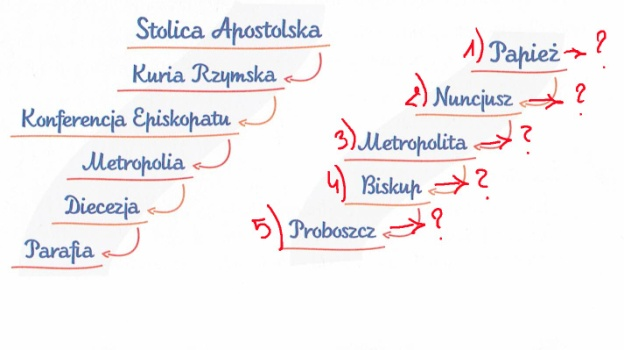 Stolica Apostolska
Kuria Rzymska
Konferencja Episkopatu
Metropolia
Diecezja
Parafia
1) Papież → ?
2) Nuncjusz → ?
3) Metropolita → ?
4) Biskup → ?
5) Proboszcz → ?